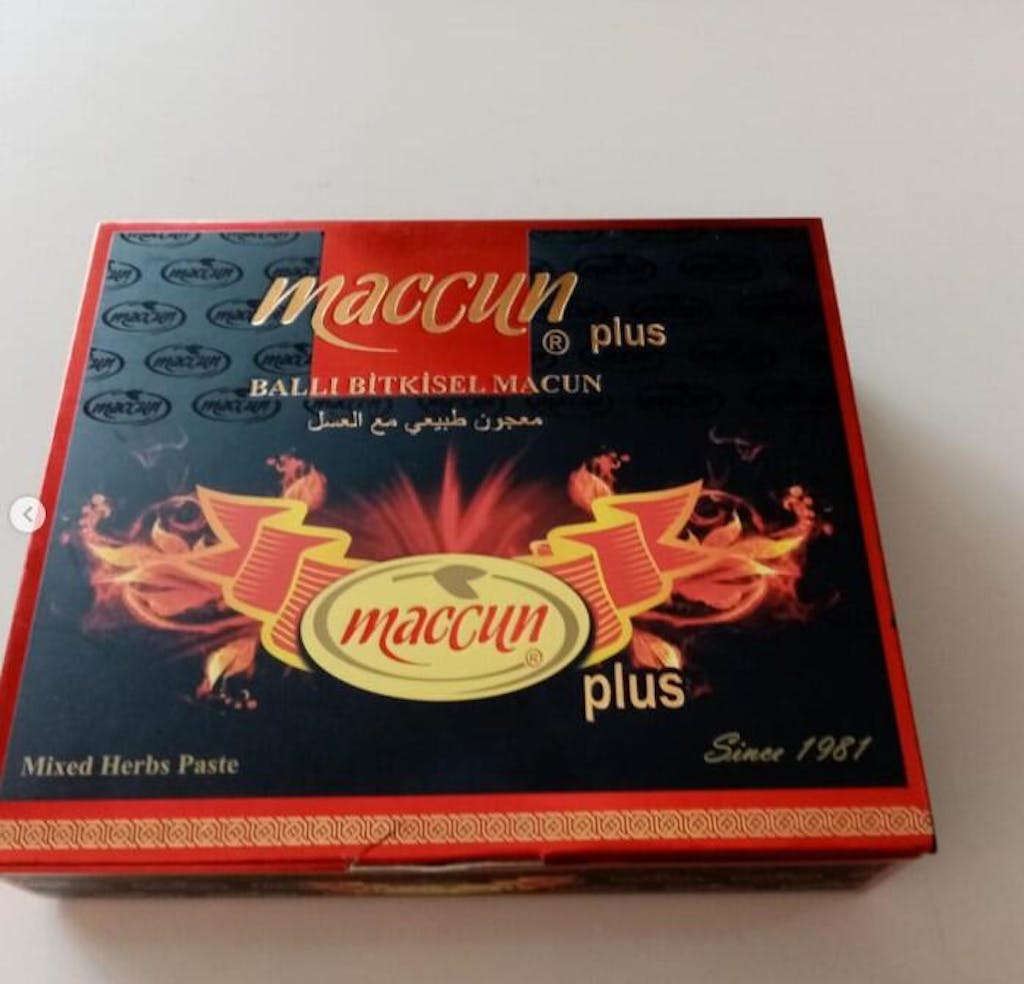 maccun® plus
BALLI BİTKİSEL MACUN
معجون طبيعي مع العسل
maccun®
plus
Mixed Herbs Paste
Since 1981